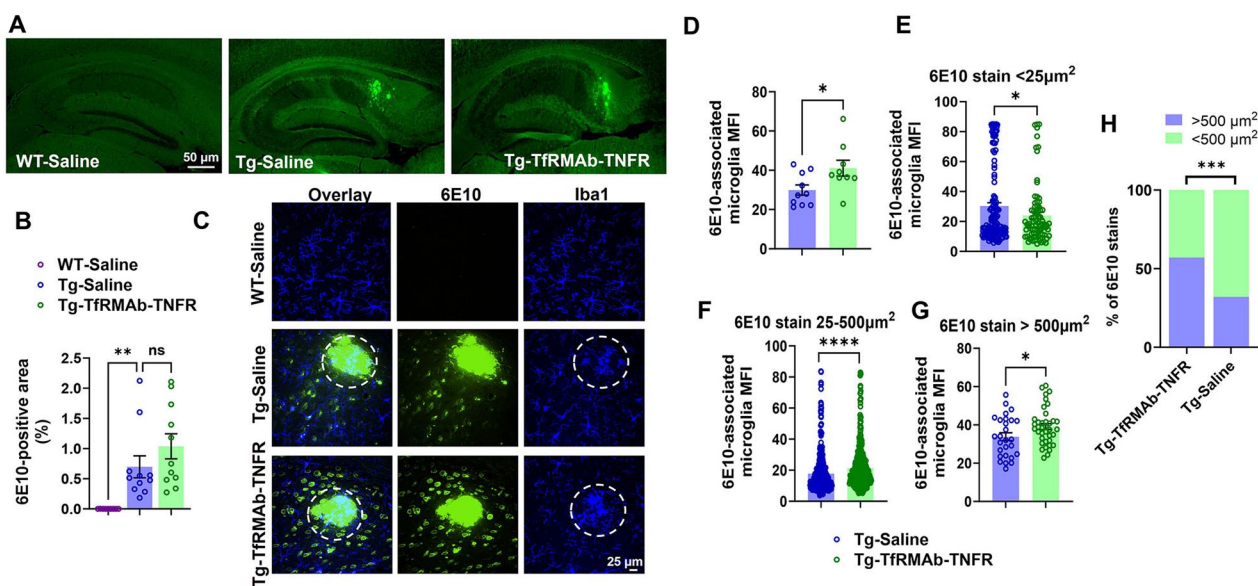 A
WT-Saline
50 µm
Tg-Saline
Tg-TfRMAb-TNFR
B
WT-Saline
Tg-Saline
Tg-TfRMAb-TNFR
6E10-positive area
(%)
2.5
2.0
1.5
1.0
0.5
0.0
**
ns
C
Overlay
6E10
Iba1
WT-Saline
Tg-Saline
Tg-TfRMAb-TNFR
25 µm
D
6E10-associated
microglia MFI
80
60
40
20
0
*
E
6E10 stain <25µm²
6E10-associated
microglia MFI
100
80
60
40
20
0
*
F
6E10 stain 25-500µm²
6E10-associated
microglia MFI
100
80
60
40
20
0
****
G
6E10 stain > 500µm²
6E10-associated
microglia MFI
80
60
40
20
0
*
Tg-Saline
Tg-TfRMAb-TNFR
H
>500 µm²
<500 µm²
% of 6E10 stains
100
50
0
***
Tg-TfRMAb-TNFR
Tg-Saline